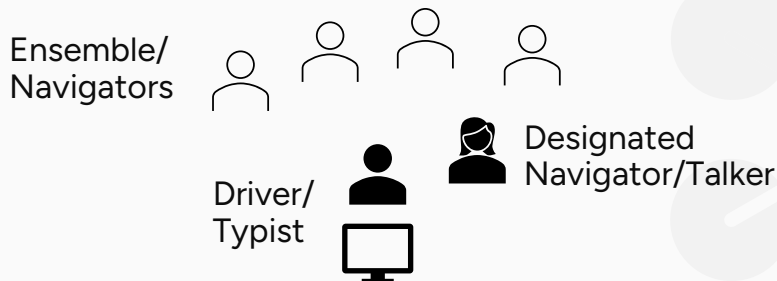 Ensemble/
Navigators
Designated
Navigator/Talker
Driver/
Typist